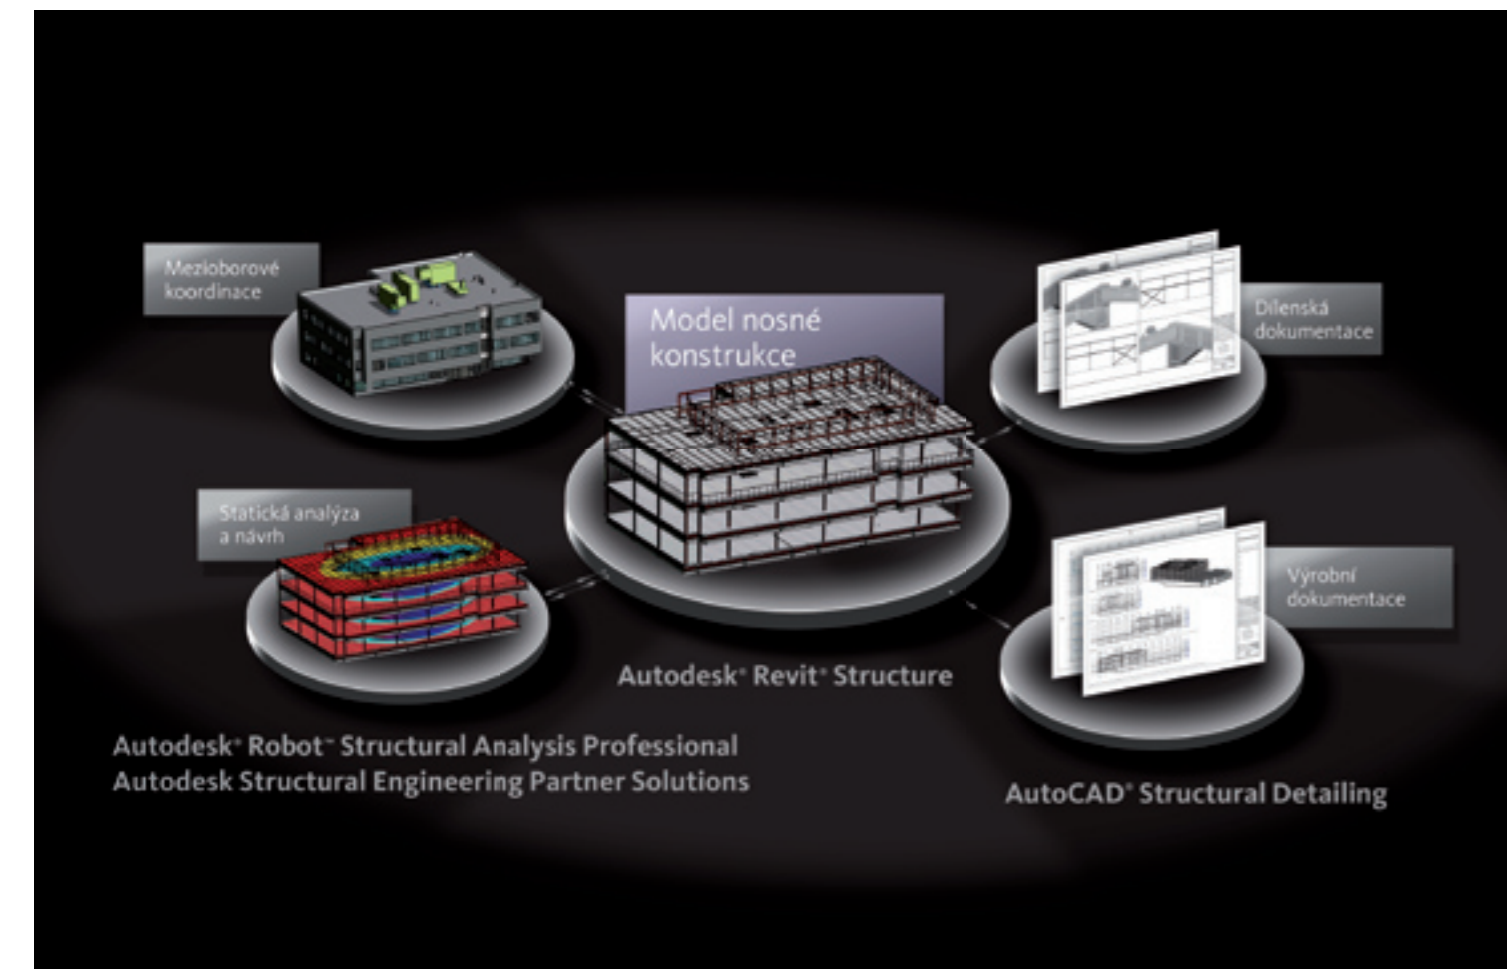 Mezioborové
koordinace
Model nosné
konstrukce
Dílenská
dokumentace
Statická analýza
a návrh
Výrobní
dokumentace
Autodesk® Revit® Structure
Autodesk® Robot™ Structural Analysis Professional
Autodesk Structural Engineering Partner Solutions
AutoCAD® Structural Detailing